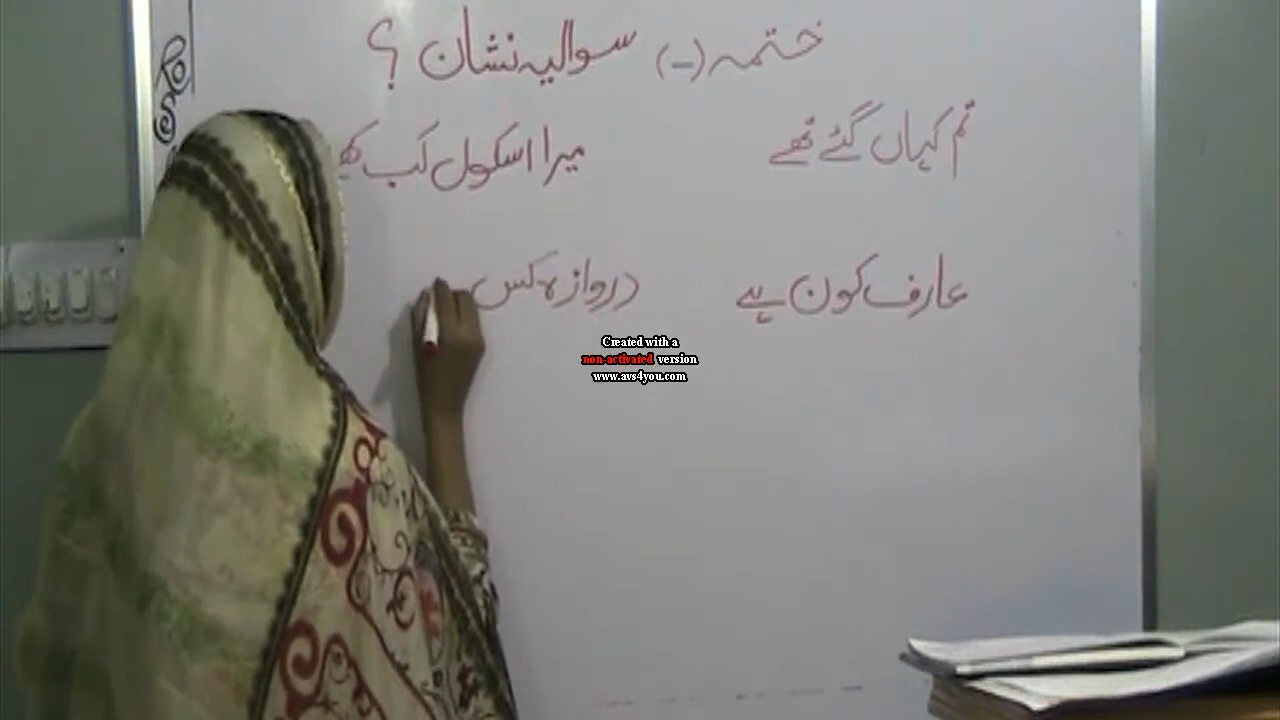 ختمہ (-) سوالیہ نشان ؟
تم کہاں گئے تھے میرا اسکول کب
عارف کون ہے دروازہ کس
Created with a
non-activated version
www.avs4you.com